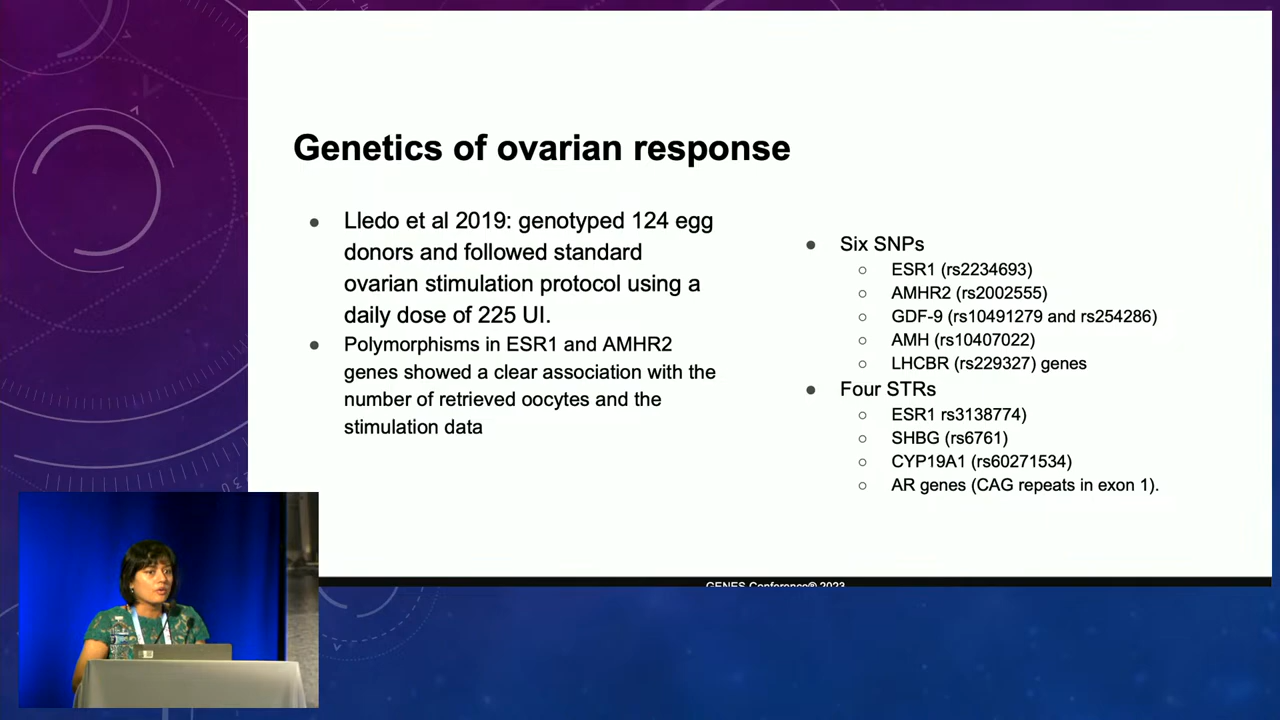 Genetics of ovarian response
Lledo et al 2019: genotyped 124 egg
donors and followed standard
ovarian stimulation protocol using a
daily dose of 225 UI.
Polymorphisms in ESR1 and AMHR2
genes showed a clear association with the
number of retrieved oocytes and the
stimulation data
Six SNPs
ESR1 (rs2234693)
AMHR2 (rs2002555)
GDF-9 (rs10491279 and rs254286)
AMH (rs10407022)
LHCBR (rs229327) genes
Four STRs
ESR1 rs3138774)
SHBG (rs6761)
CYP19A1 (rs60271534)
AR genes (CAG repeats in exon 1).
GENES Conference® 2023